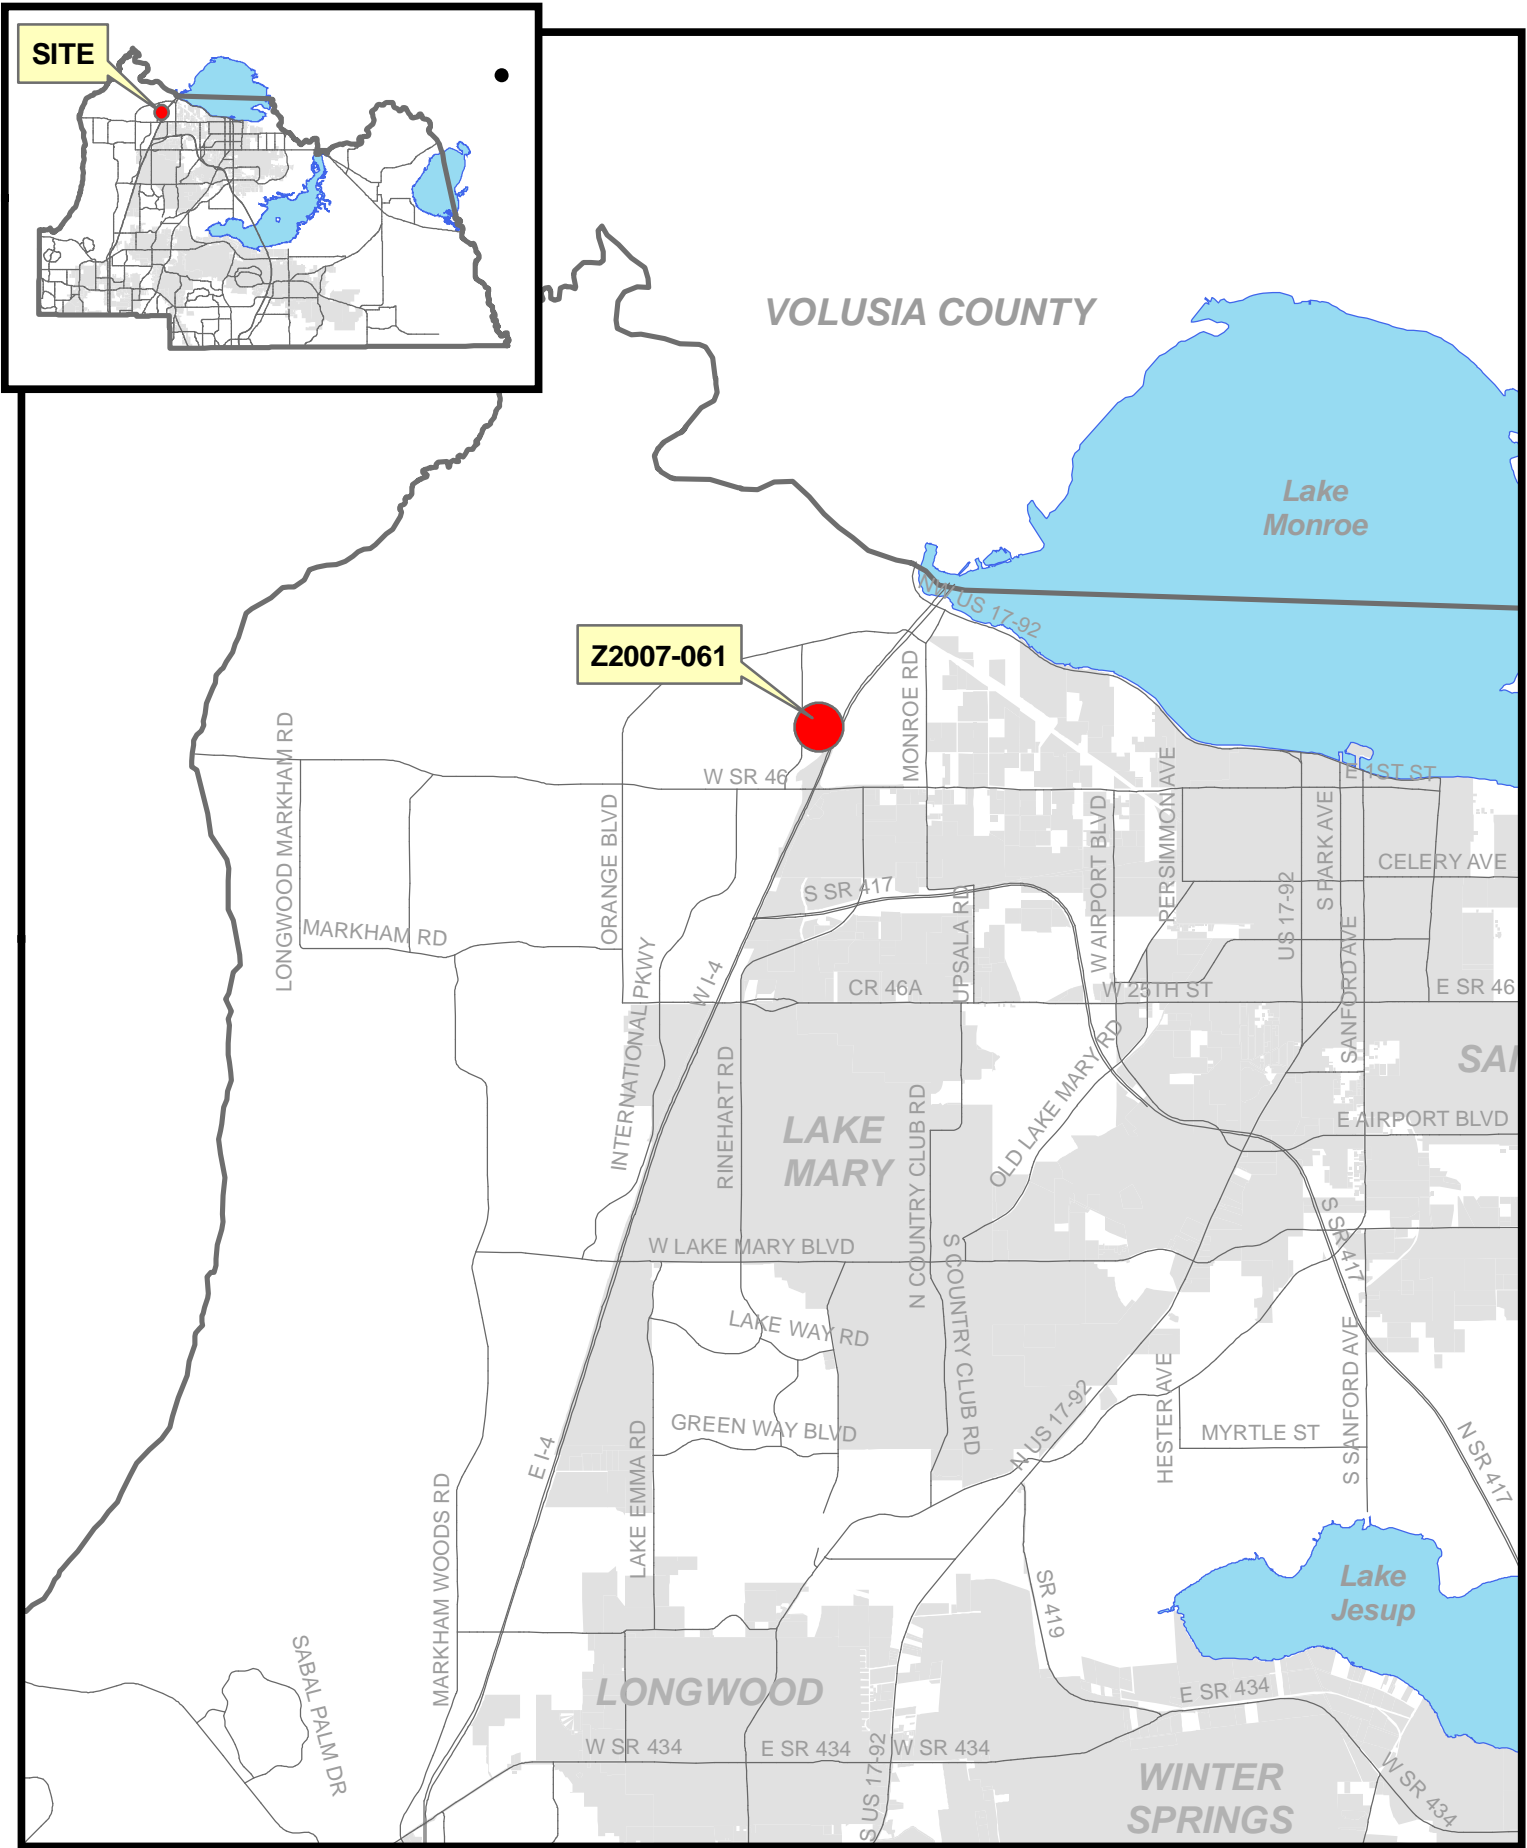 SITE
VOLUSIA COUNTY
Lake
Monroe
NW US 17-92
Z2007-061
MONROE RD
LONGWOOD MARKHAM RD
W SR 46
E 1ST ST
ORANGE BLVD
W AIRPORT BLVD
PERSIMMON AVE
S PARK AVE
CELERY AVE
S SR 417
UPSALA RD
US 17-92
MARKHAM RD
SANFORD AVE
INTERNATIONAL PKWY
W I-4
CR 46A
W 25TH ST
E SR 46
RINEHART RD
OLD LAKE MARY RD
SAN
LAKE
MARY
N COUNTRY CLUB RD
E AIRPORT BLVD
W LAKE MARY BLVD
S COUNTRY CLUB RD
S SR 417
LAKE WAY RD
HESTER AVE
S SANFORD AVE
GREEN WAY BLVD
N US 17-92
MYRTLE ST
N SR 417
E I-4
LAKE EMMA RD
MARKHAM WOODS RD
SR 419
Lake
Jesup
SABAL PALM DR
LONGWOOD
E SR 434
W SR 434
E SR 434
S US 17-92
W SR 434
WINTER
SPRINGS
W SR 434